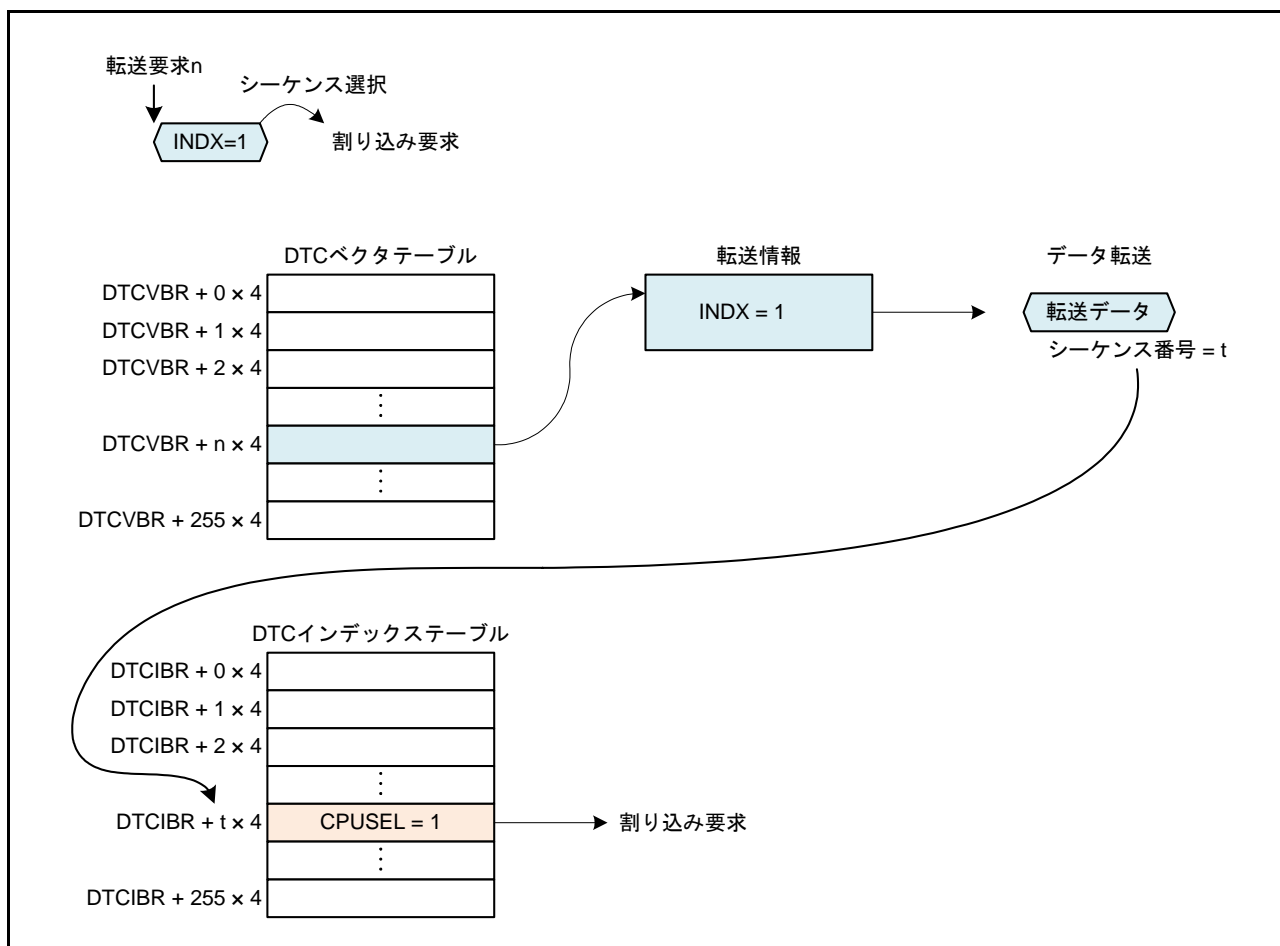 転送要求n
シーケンス選択
INDX=1
割り込み要求
DTCベクタテーブル
転送情報
データ転送
DTCVBR + 0 × 4
DTCVBR + 1 × 4
DTCVBR + 2 × 4
⋮
DTCVBR + n × 4
⋮
DTCVBR + 255 × 4
INDX = 1
転送データ
シーケンス番号 = t
DTCインデックステーブル
DTCIBR + 0 × 4
DTCIBR + 1 × 4
DTCIBR + 2 × 4
⋮
DTCIBR + t × 4
CPUSEL = 1
割り込み要求
⋮
DTCIBR + 255 × 4